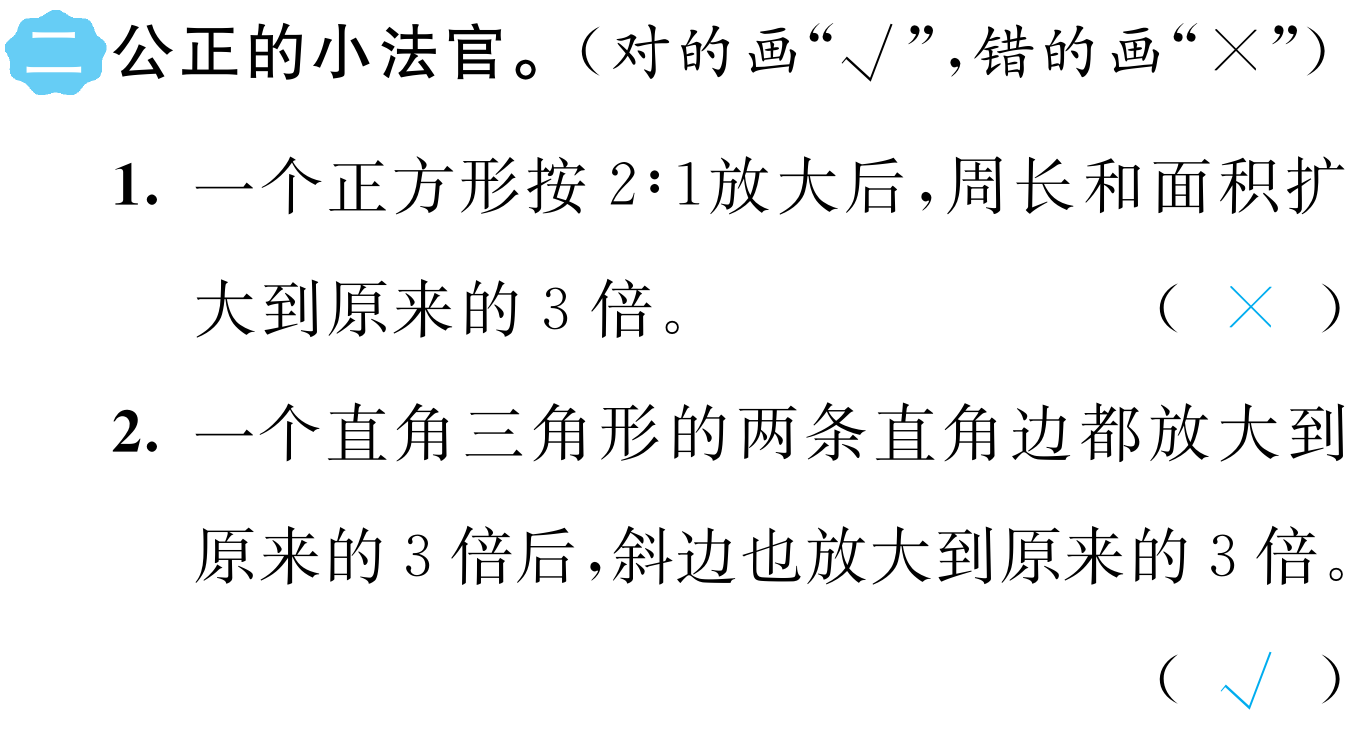 二 公正的小法官。(对的画“√”,错的画“×”)
1. 一个正方形按 2∶1放大后,周长和面积扩
大到原来的 3 倍。 ( × )
2. 一个直角三角形的两条直角边都放大到
原来的 3 倍后,斜边也放大到原来的 3 倍。
( √ )